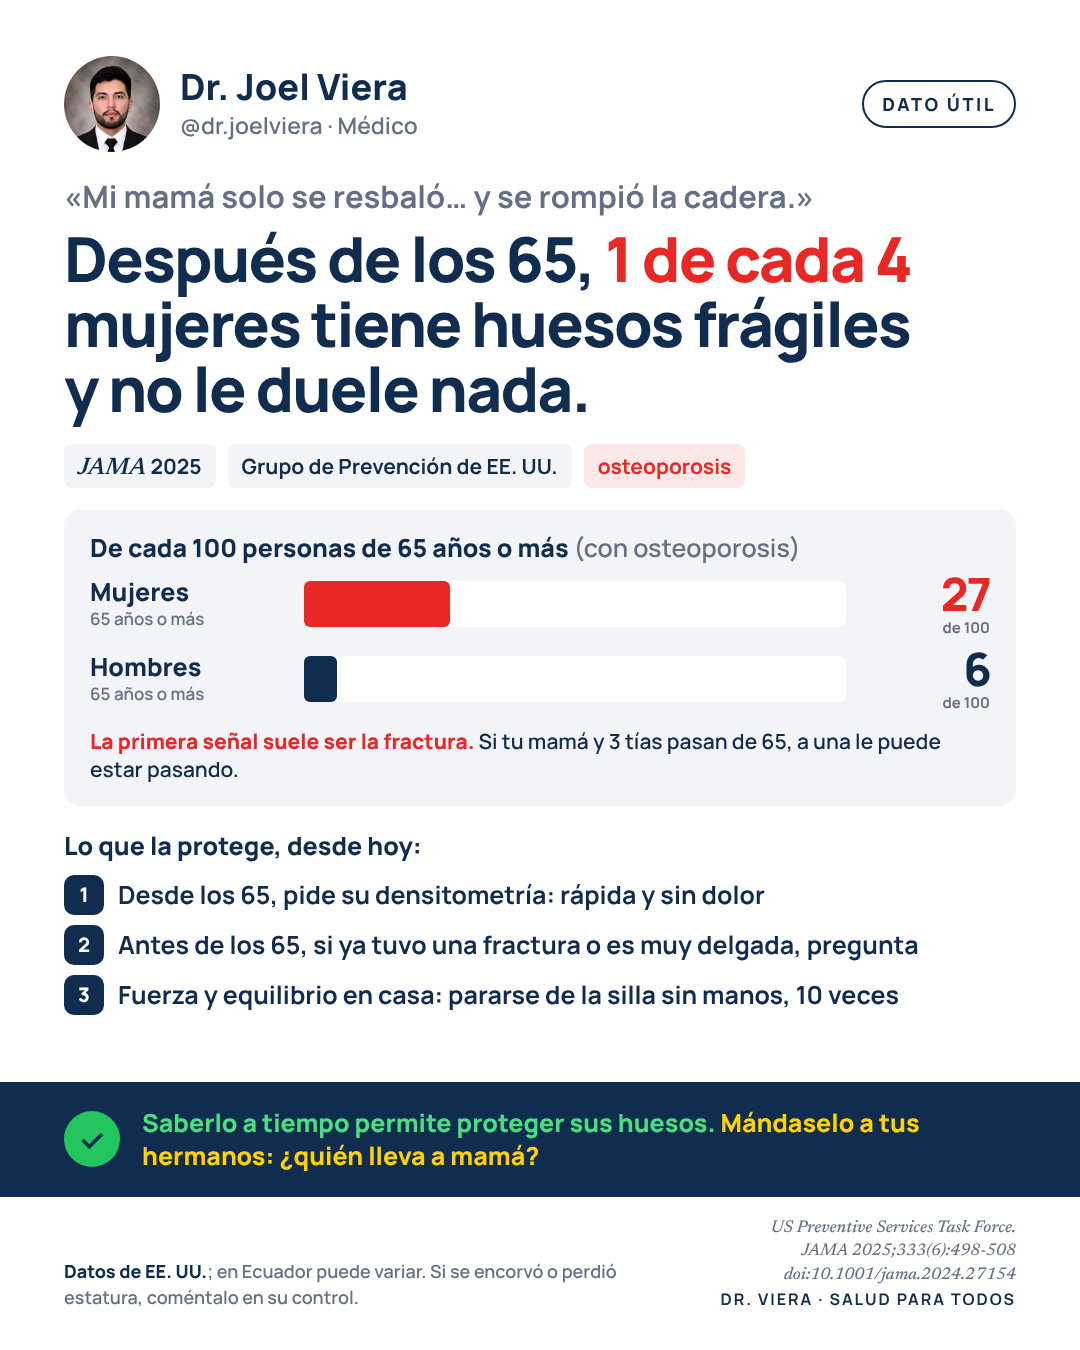 Dr. Joel Viera
@dr.joelviera · Médico
DATO ÚTIL
«Mi mamá solo se resbaló... y se rompió la cadera.»
Después de los 65, 1 de cada 4
mujeres tiene huesos frágiles
y no le duele nada.
JAMA 2025
Grupo de Prevención de EE. UU.
osteoporosis
De cada 100 personas de 65 años o más (con osteoporosis)
Mujeres
65 años o más
27
de 100
Hombres
65 años o más
6
de 100
La primera señal suele ser la fractura. Si tu mamá y 3 tías pasan de 65, a una le puede
estar pasando.
Lo que la protege, desde hoy:
1 Desde los 65, pide su densitometría: rápida y sin dolor
2 Antes de los 65, si ya tuvo una fractura o es muy delgada, pregunta
3 Fuerza y equilibrio en casa: pararse de la silla sin manos, 10 veces
Saberlo a tiempo permite proteger sus huesos. Mándaselo a tus
hermanos: ¿quién lleva a mamá?
Datos de EE. UU.; en Ecuador puede variar. Si se encorvó o perdió
estatura, coméntalo en su control.
US Preventive Services Task Force.
JAMA 2025;333(6):498-508
doi:10.1001/jama.2024.27154
DR. VIERA · SALUD PARA TODOS